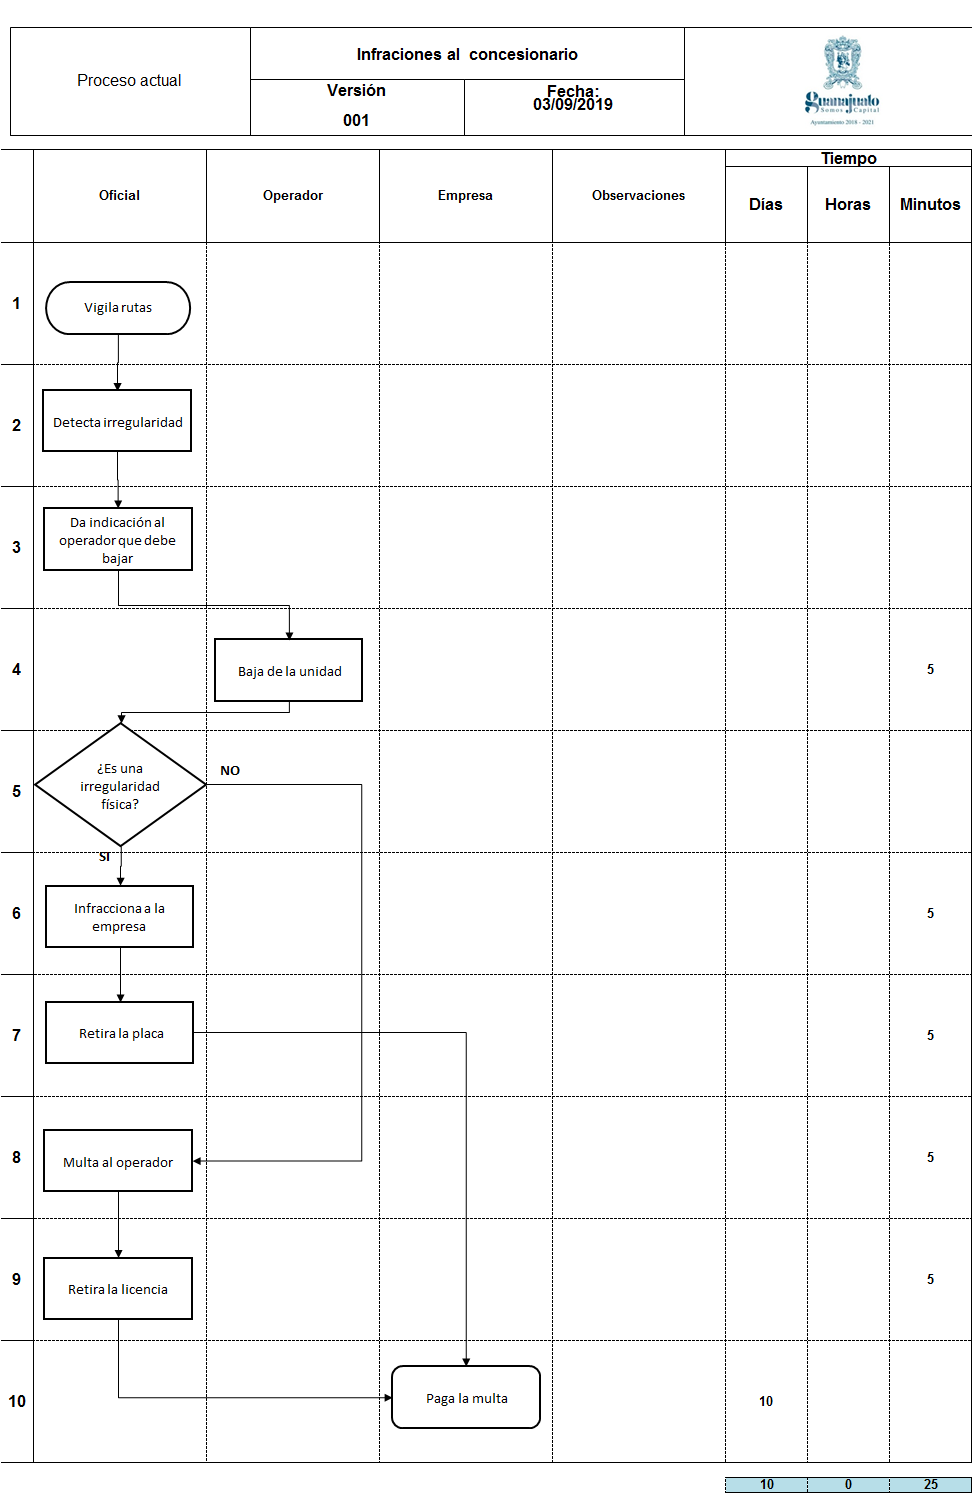 Proceso actual
Infraciones al  concesionario
Versión
001
Fecha:
03/09/2019
Guanajuato
Somos Capital
Ayuntamiento 2018 - 2021
Oficial
Operador
Empresa
Observaciones
Tiempo
Días
Horas
Minutos
1
Vigila rutas
2
Detecta irregularidad
3
Da indicación al
operador que debe
bajar
4
Baja de la unidad
5
5
¿Es una
irregularidad
física?
NO
SI
6
Infracciona a la
empresa
5
7
Retira la placa
5
8
Multa al operador
5
9
Retira la licencia
5
10
Paga la multa
10
10
0
25